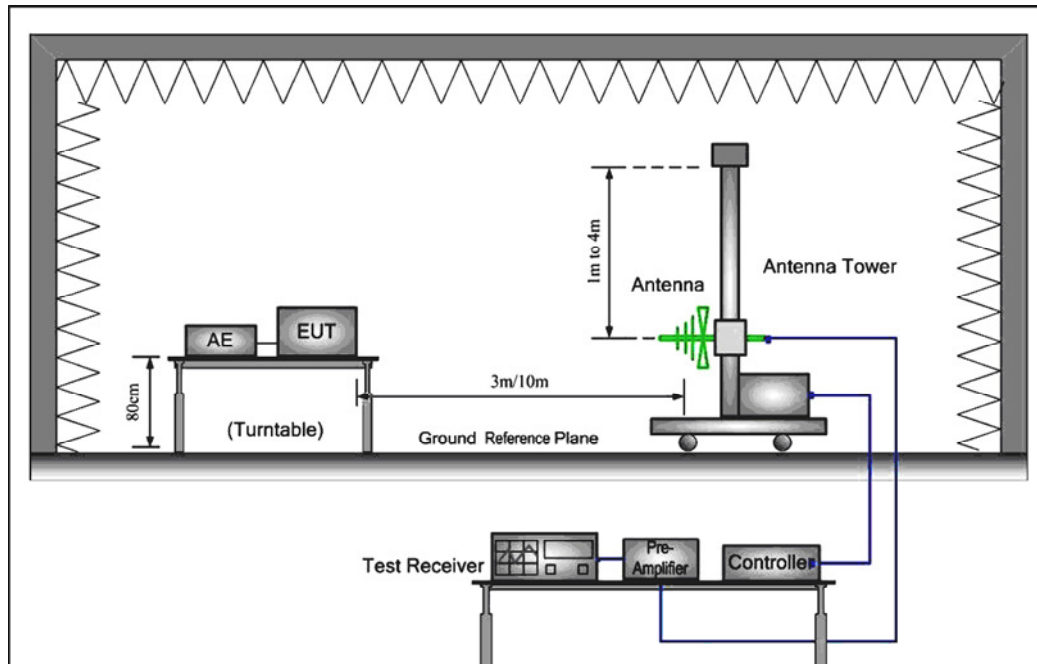 1m to 4m
Antenna Tower
Antenna
AE
EUT
3m/10m
80cm
(Turntable)
Ground Reference Plane
Test Receiver
Pre-
Amplifier
Controller